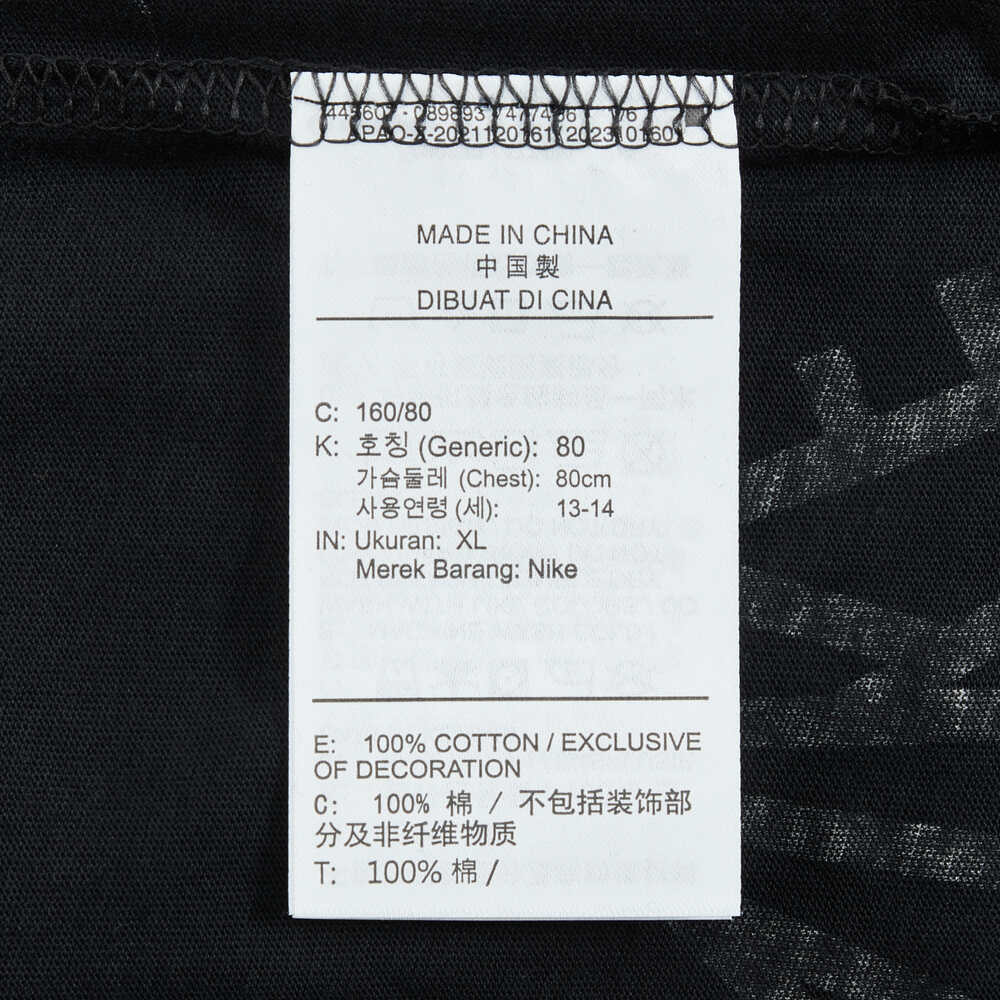 MADE IN CHINA
中国製
DIBUAT DI CINA
C: 160/80
K: 호칭 (Generic): 80
가슴둘레 (Chest): 80cm
사용연령 (세): 13-14
IN: Ukuran: XL
Merek Barang: Nike
E: 100% COTTON / EXCLUSIVE
OF DECORATION
C: 100% 棉 / 不包括装饰部
分及非纤维物质
T: 100% 棉 /